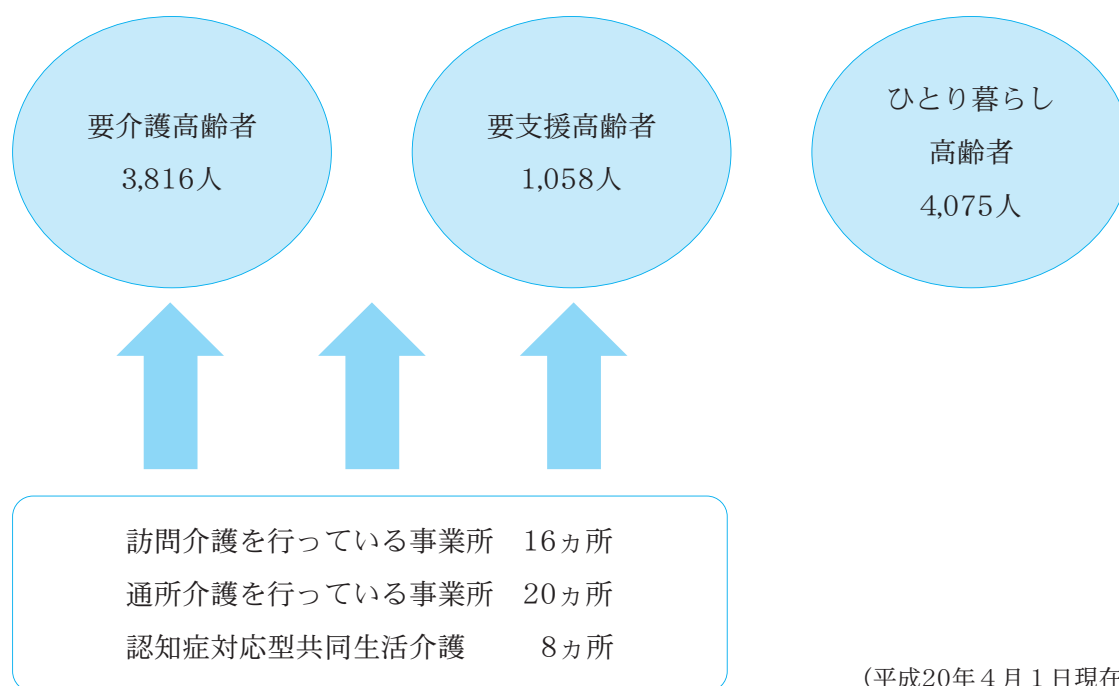 要介護高齢者
3,816人
要支援高齢者
1,058人
ひとり暮らし
高齢者
4,075人
訪問介護を行っている事業所 16ヵ所
通所介護を行っている事業所 20ヵ所
認知症対応型共同生活介護 8ヵ所
(平成20年4月1日現在